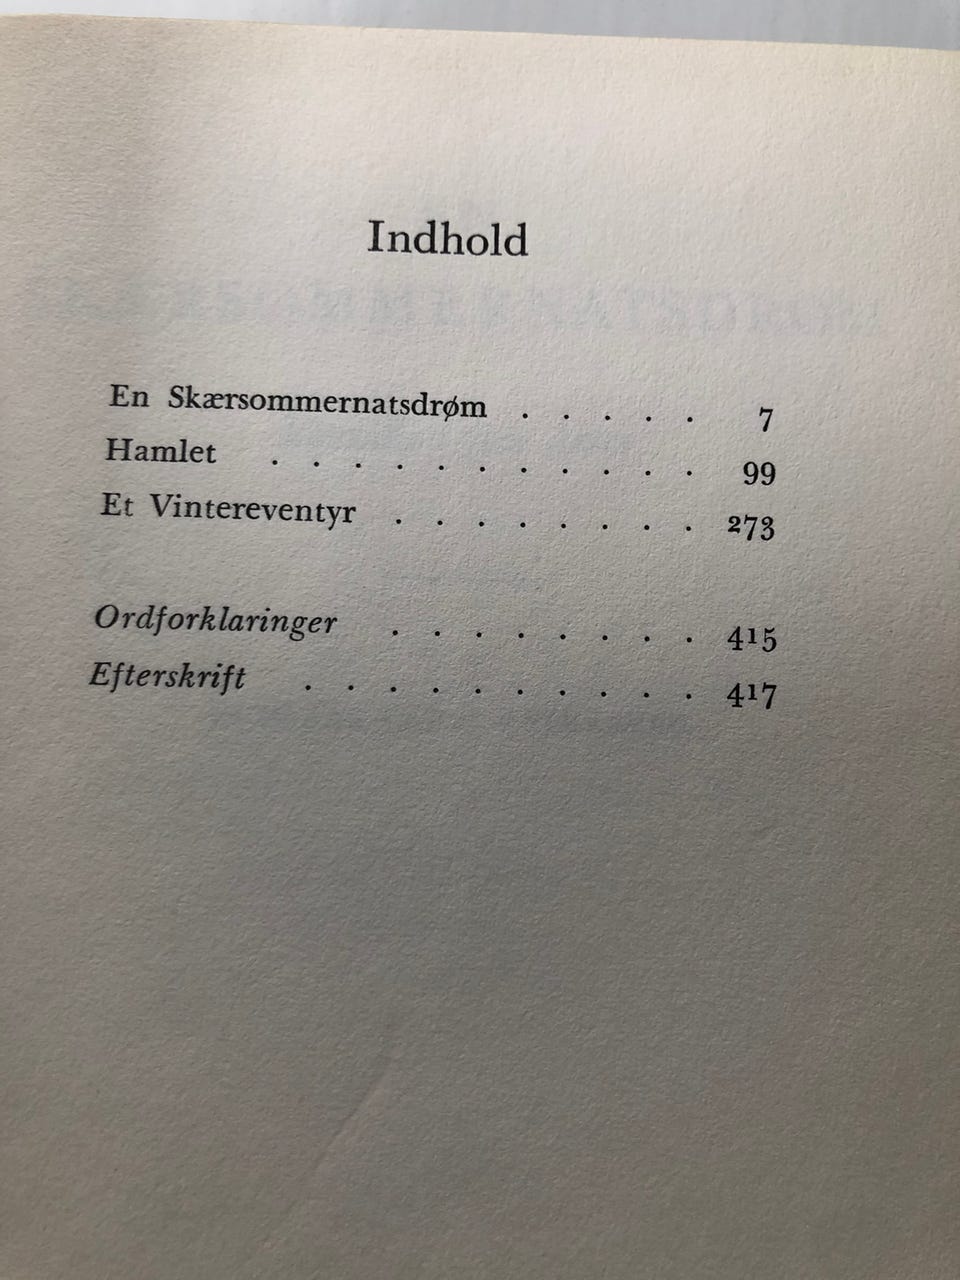 Indhold
En Skærsommernatsdrøm . . . . . 7
Hamlet . . . . . . . . . . . 99
Et Vintereventyr . . . . . . . . 273
Ordforklaringer . . . . . . . . 415
Efterskrift . . . . . . . . . . 417